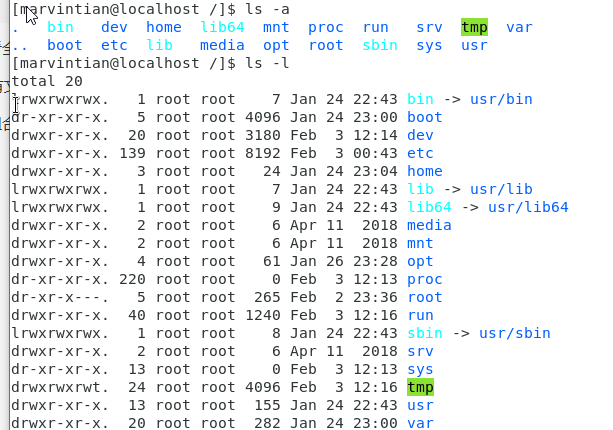 [marvintian@localhost /]$ ls -a
.   bin   dev  home  lib64  mnt  proc  run   srv  tmp  var
..  boot  etc  lib   media  opt  root  sbin  sys  usr
[marvintian@localhost /]$ ls -l
total 20
lrwxrwxrwx.   1 root root    7 Jan 24 22:43 bin -> usr/bin
dr-xr-xr-x.   5 root root 4096 Jan 24 23:00 boot
drwxr-xr-x.  20 root root 3180 Feb  3 12:14 dev
drwxr-xr-x. 139 root root 8192 Feb  3 00:43 etc
drwxr-xr-x.   3 root root   24 Jan 24 23:04 home
lrwxrwxrwx.   1 root root    7 Jan 24 22:43 lib -> usr/lib
lrwxrwxrwx.   1 root root    9 Jan 24 22:43 lib64 -> usr/lib64
drwxr-xr-x.   2 root root    6 Apr 11  2018 media
drwxr-xr-x.   2 root root    6 Apr 11  2018 mnt
drwxr-xr-x.   4 root root   61 Jan 26 23:28 opt
dr-xr-xr-x. 220 root root    0 Feb  3 12:13 proc
dr-xr-x---.   5 root root  265 Feb  2 23:36 root
drwxr-xr-x.  40 root root 1240 Feb  3 12:16 run
lrwxrwxrwx.   1 root root    8 Jan 24 22:43 sbin -> usr/sbin
drwxr-xr-x.   2 root root    6 Apr 11  2018 srv
dr-xr-xr-x.  13 root root    0 Feb  3 12:13 sys
drwxrwxrwt.  24 root root 4096 Feb  3 12:16 tmp
drwxr-xr-x.  13 root root  155 Jan 24 22:43 usr
drwxr-xr-x.  20 root root  282 Jan 24 23:00 var